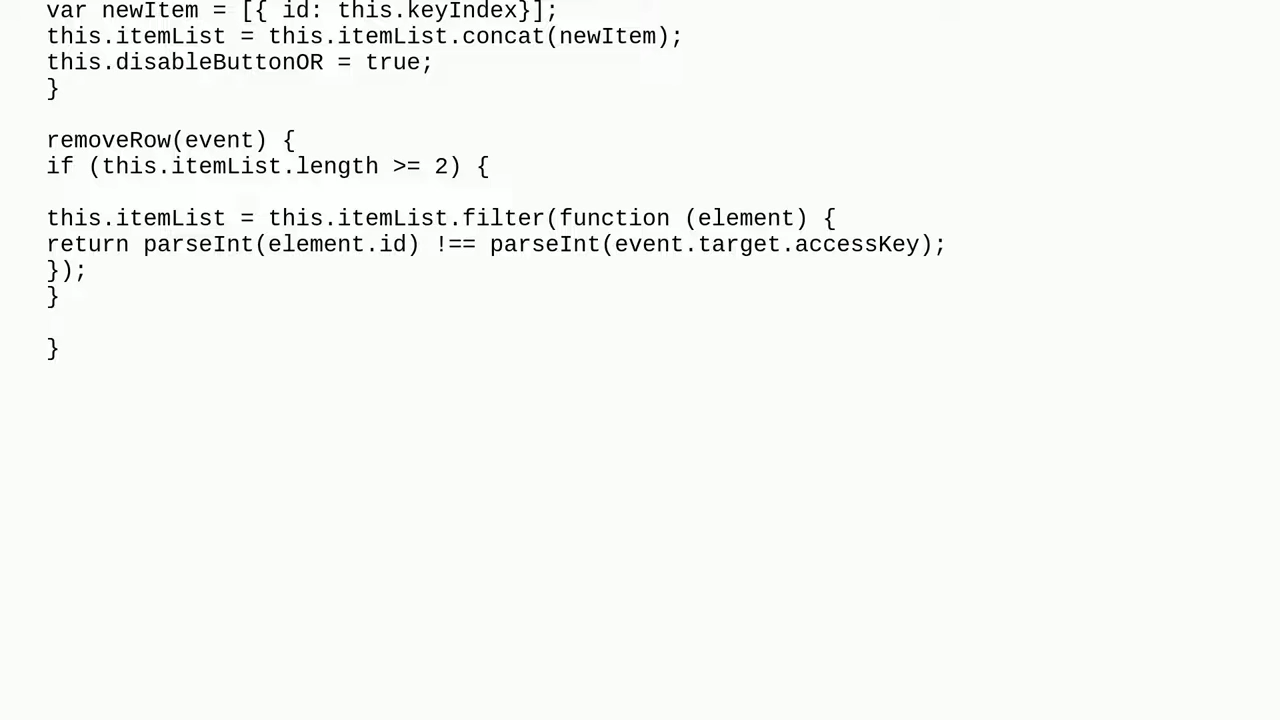 var newItem = [{ id: this.keyIndex}];
this.itemList = this.itemList.concat(newItem);
this.disableButtonOR = true;
}
removeRow(event) {
if (this.itemList.length >= 2) {
this.itemList = this.itemList.filter(function (element) {
return parseInt(element.id) !== parseInt(event.target.accessKey);
});
}
}